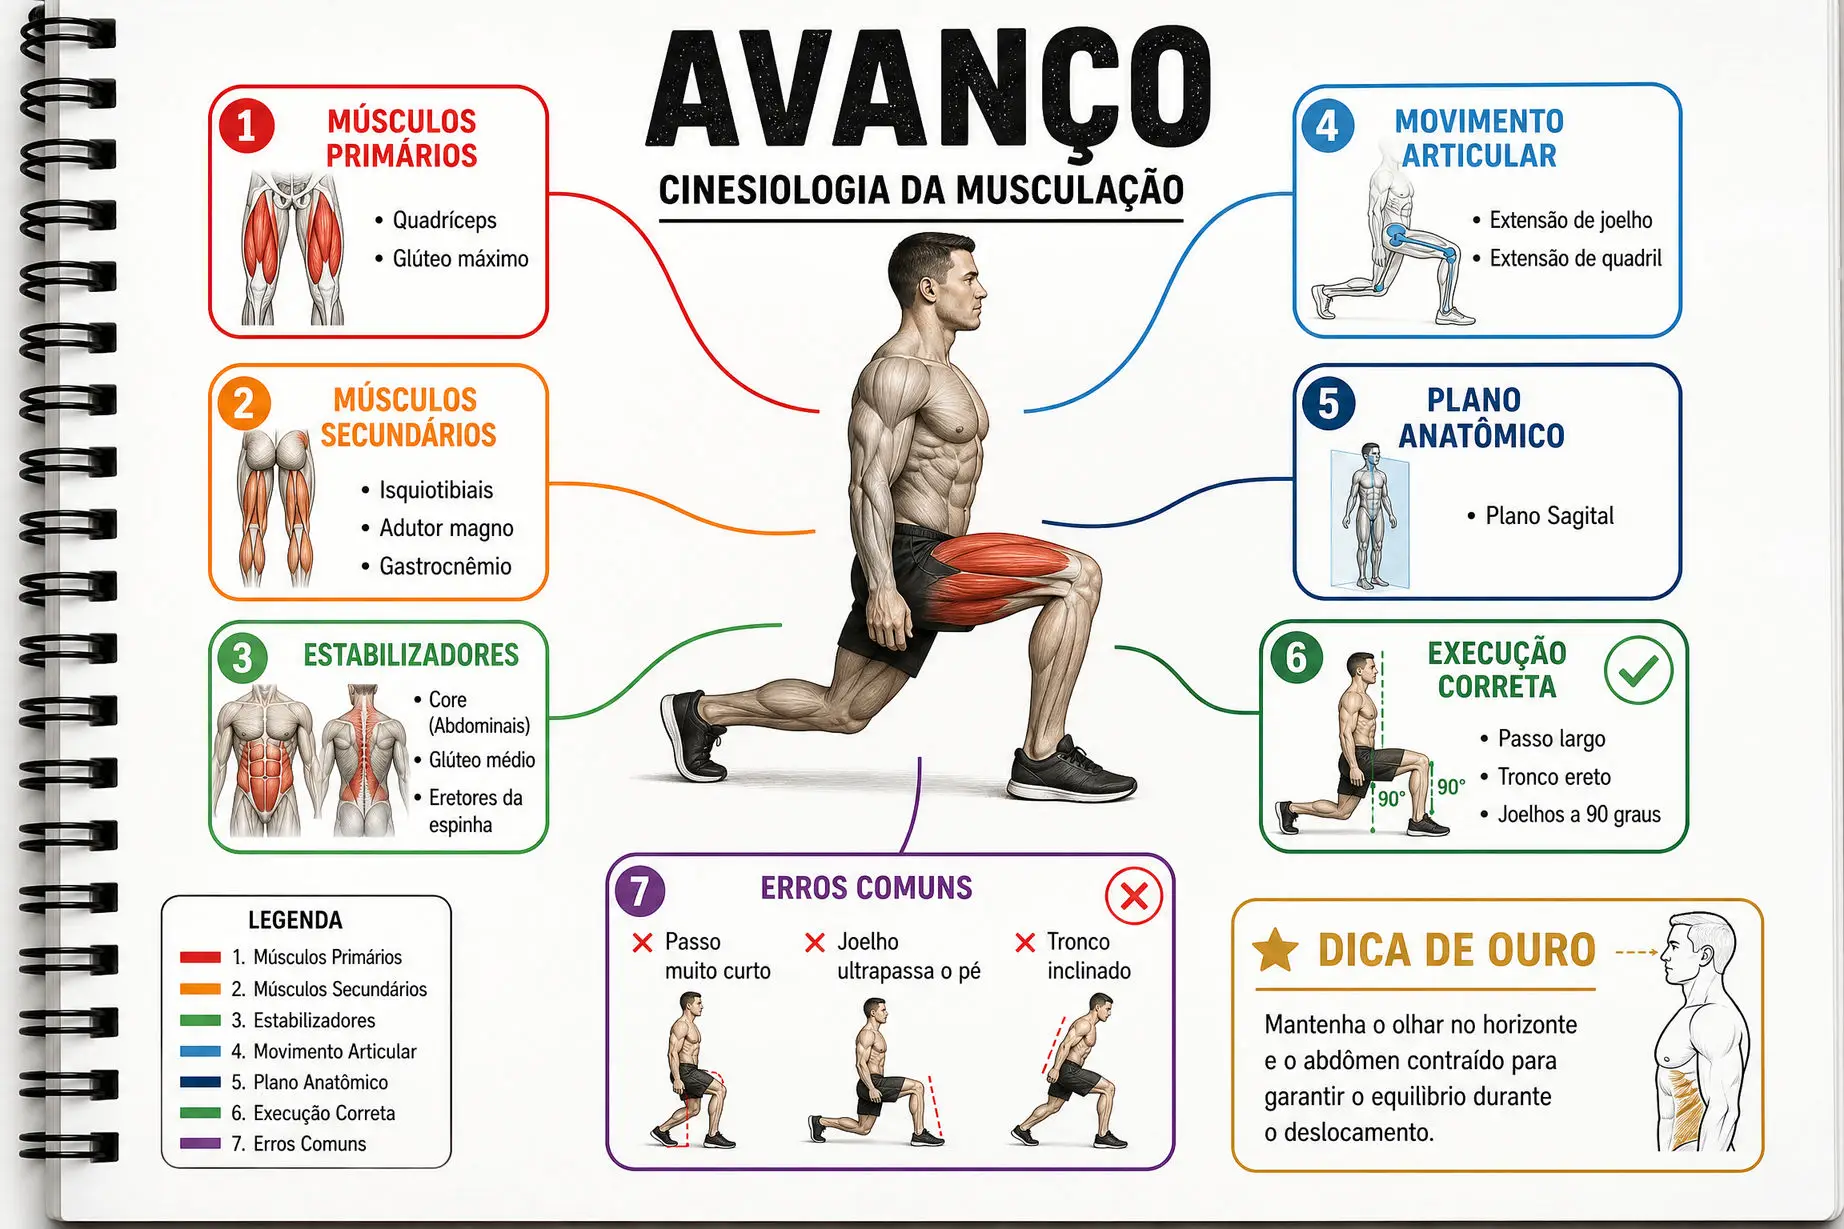 AVANÇO
CINESIOLOGIA DA MUSCULAÇÃO
1
MÚSCULOS
PRIMÁRIOS
• Quadríceps
• Glúteo máximo
2
MÚSCULOS
SECUNDÁRIOS
• Isquiotibiais
• Adutor magno
• Gastrocnêmio
3
ESTABILIZADORES
• Core
(Abdominais)
• Glúteo médio
• Eretores da
espinha
4
MOVIMENTO
ARTICULAR
• Extensão de joelho
• Extensão de quadril
5
PLANO
ANATÔMICO
• Plano Sagital
6
EXECUÇÃO
CORRETA
• Passo largo
• Tronco ereto
• Joelhos a 90 graus
90°
90°
7
ERROS COMUNS
Passo
muito curto
Joelho
ultrapassa o pé
Tronco
inclinado
LEGENDA
1. Músculos Primários
2. Músculos Secundários
3. Estabilizadores
4. Movimento Articular
5. Plano Anatômico
6. Execução Correta
7. Erros Comuns
DICA DE OURO
Mantenha o olhar no horizonte
e o abdômen contraído para
garantir o equilíbrio durante
o deslocamento.